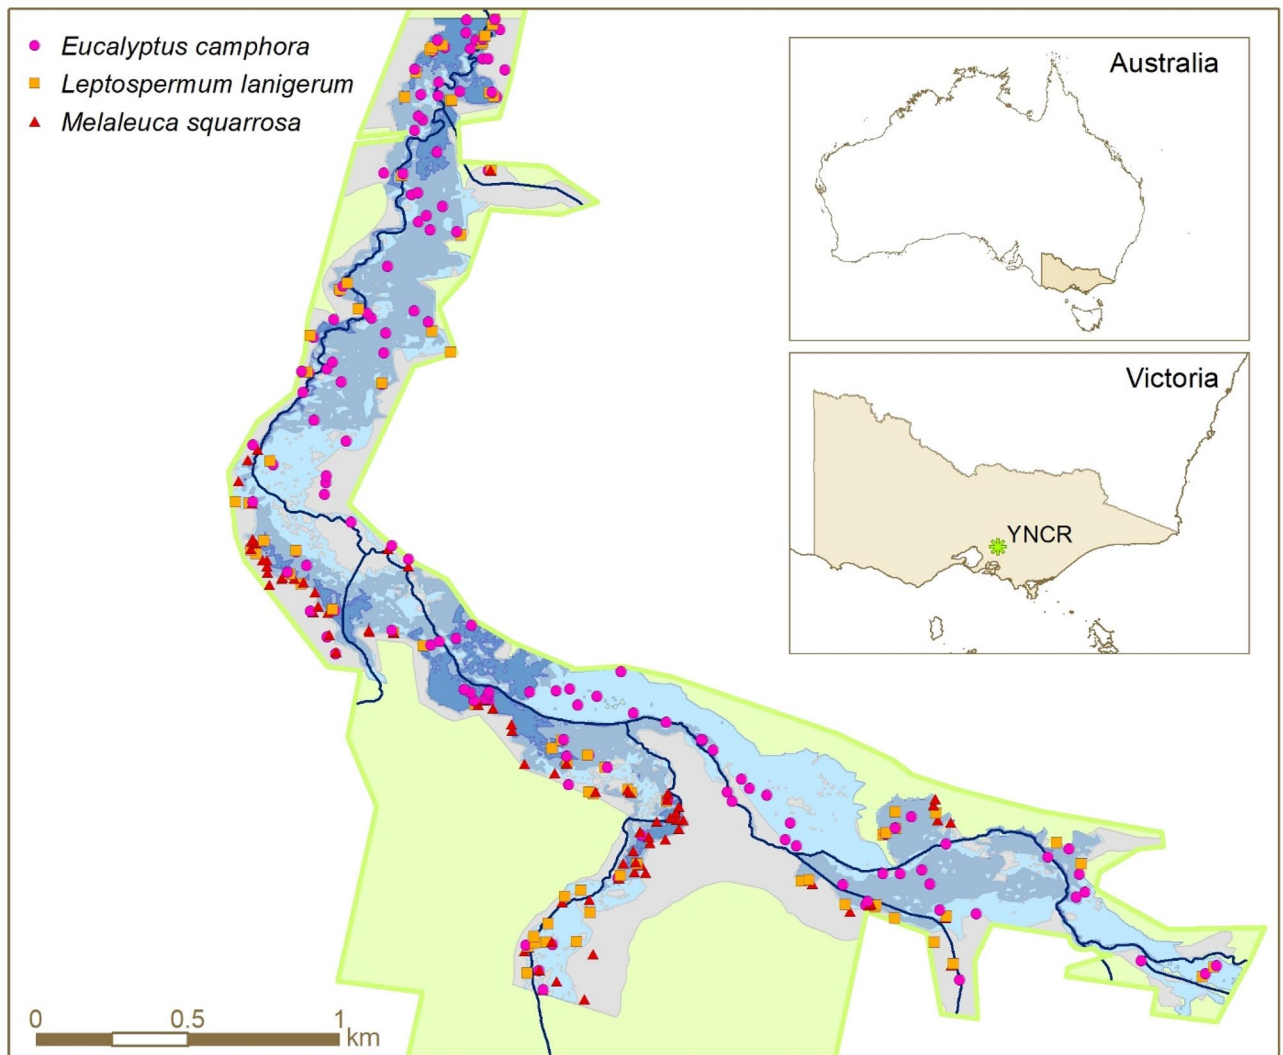 Eucalyptus camphora
Leptospermum lanigerum
Melaleuca squarrosa
Australia
Victoria
YNCR
0 0.5 1
km